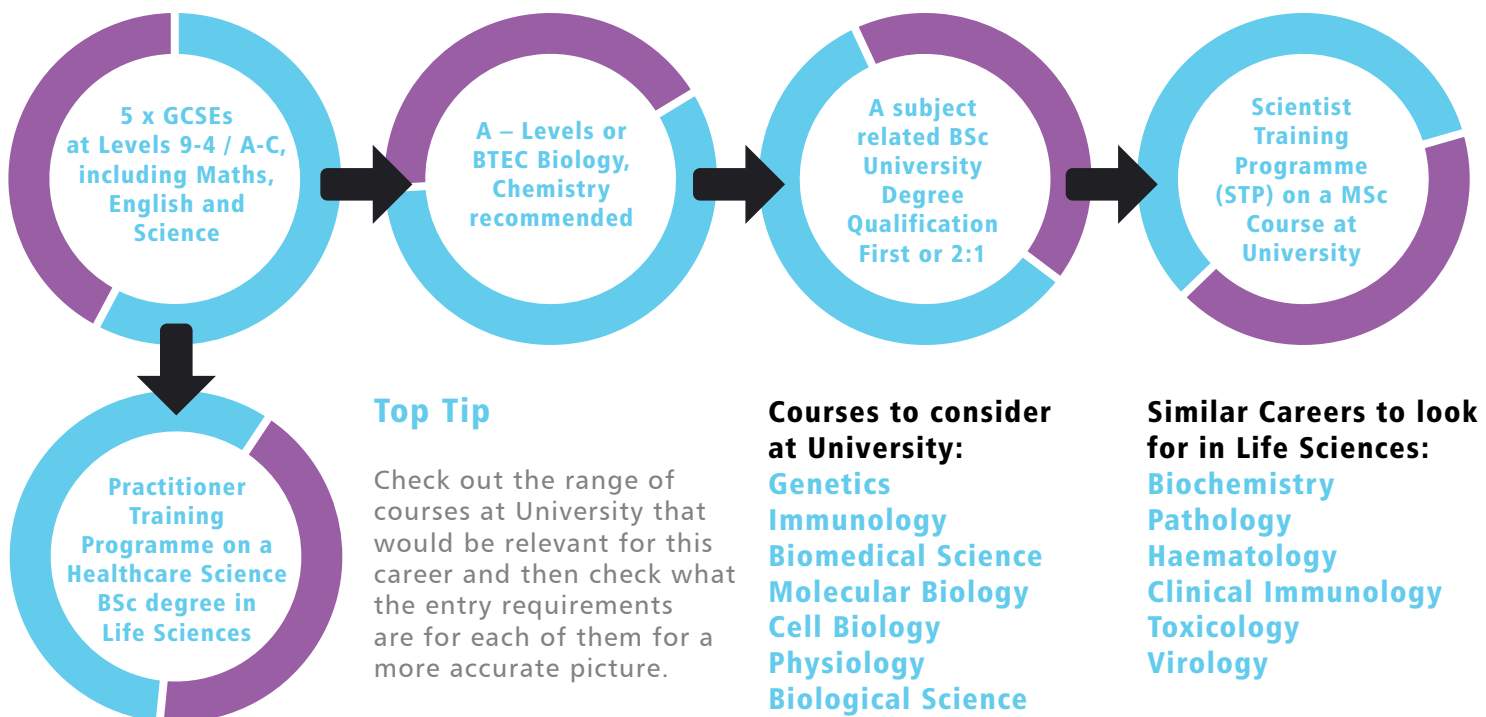 5 x GCSEs
at Levels 9-4 / A-C,
including Maths,
English and
Science
A – Levels or
BTEC Biology,
Chemistry
recommended
A subject
related BSc
University
Degree
Qualification
First or 2:1
Scientist
Training
Programme
(STP) on a MSc
Course at
University
Practitioner
Training
Programme on a
Healthcare Science
BSc degree in
Life Sciences
Top Tip
Check out the range of
courses at University that
would be relevant for this
career and then check what
the entry requirements
are for each of them for a
more accurate picture.
Courses to consider
at University:
Genetics
Immunology
Biomedical Science
Molecular Biology
Cell Biology
Physiology
Biological Science
Similar Careers to look
for in Life Sciences:
Biochemistry
Pathology
Haematology
Clinical Immunology
Toxicology
Virology